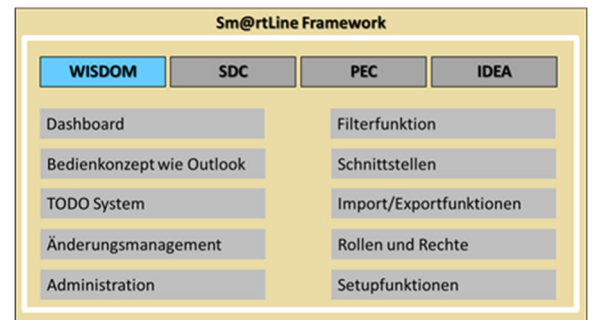 Sm@rtLine Framework
WISDOM SDC PEC IDEA
Dashboard
Bedienkonzept wie Outlook
TODO System
Änderungsmanagement
Administration
Filterfunktion
Schnittstellen
Import/Exportfunktionen
Rollen und Rechte
Setupfunktionen